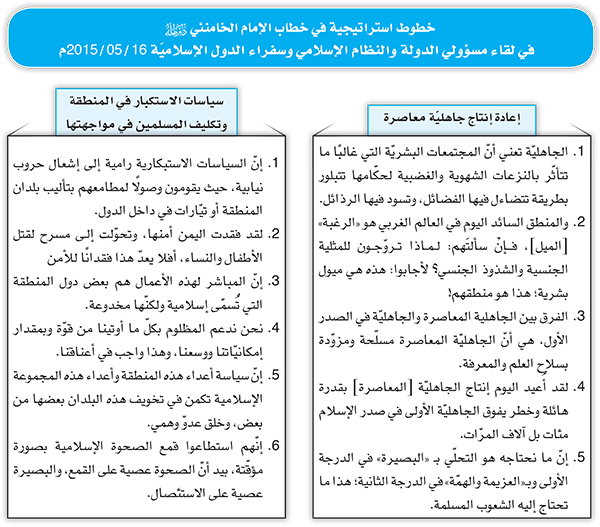 خطوط استراتيجية في خطاب الإمام الخامنئي
في لقاء مسؤولي الدولة والنظام الإسلامي وسفراء الدول الإسلاميّة 16 /05 /2015م
إعادة إنتاج جاهليّة معاصرة
1. الجاهليّة تعني أنّ المجتمعات البشريّة التي غالبًا ما
تتأثّر بالنزعات الشهوية والغضبية لحكّامها تتبلور
بطريقة تتضاءل فيها الفضائل، وتسود فيها الرذائل.
2. والمنطق السائد اليوم في العالم الغربي هو «الرغبة»
[الميل]، فـإنْ سألتَهم: لـماذا تـروّجـون للمثلية
الجنسية والشذوذ الجنسي؟ لأجابوا: هذه هي ميول
بشرية؛ هذا هو منطقهم!
3. الفرق بين الجاهلية المعاصرة والجاهليّة في الصدر
الأول، هي أنّ الجاهليّة المعاصرة مسلّحة ومزوّدة
بسلاح العلم والمعرفة.
4. لقد أُعيد اليوم إنتاج الجاهليّة [المعاصرة] بقدرة
هائلة وخطر يفوق الجاهلية الأولى في صدر الإسلام
مئات بل آلاف المرّات.
5. إنّ ما نحتاجه هو التحلّي بـ «البصيرة» في الدرجة
الأولى وبـ«العزيمة والهمّة» في الدرجة الثانية؛ هذا ما
تحتاج إليه الشعوب المسلمة.
سياسات الاستكبار في المنطقة
وتكليف المسلمين في مواجهتها
1. إنّ السياسات الاستكبارية رامية إلى إشعال حروب
نيابية، حيث يقومون وصولًا لمطامعهم بتأليب بلدان
المنطقة أو تيّارات في داخل الدول.
2. لقد فقدت اليمن أمنها، وتحوّلت إلى مسرح لقتل
الأطفال والنساء، أفلا يعدّ هذا فقدانًا للأمن
3. إنّ المباشر لهذه الأعمال هم بعض دول المنطقة
التي تُسمّى إسلامية ولكنّها مخدوعة.
4. نحن ندعم المظلوم بكلّ ما أوتينا من قوّة وبمقدار
إمكانيّاتنا ووسعنا، وهذا واجب في أعناقنا.
5. إنّ سياسة أعداء هذه المنطقة وأعداء هذه المجموعة
الإسلامية تكمن في تخويف هذه البلدان بعضها من
بعض، وخلق عدوّ وهمي.
6. إنّهم استطاعوا قمع الصحوة الإسلامية بصورة
مؤقّتة، بيد أنّ الصحوة عصية على القمع، والبصيرة
عصية على الاستئصال.